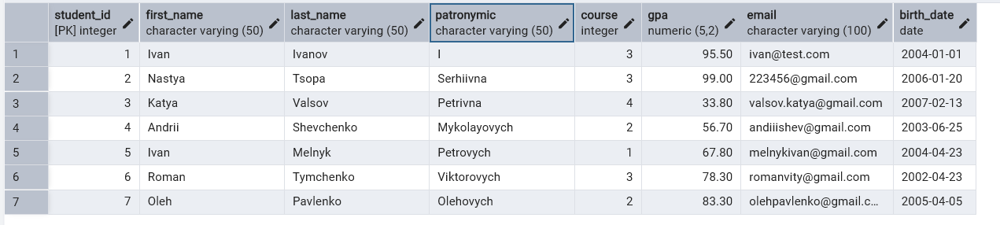 student_id first_name last_name patronymic course gpa email birth_date
[PK] integer character varying (50) character varying (50) character varying (50) integer numeric (5,2) character varying (100) date
1 1 Ivan Ivanov I 3 95.50 ivan@test.com 2004-01-01
2 2 Nastya Tsopa Serhiivna 3 99.00 223456@gmail.com 2006-01-20
3 3 Katya Valsov Petrivna 4 33.80 valsov.katya@gmail.com 2007-02-13
4 4 Andrii Shevchenko Mykolayovych 2 56.70 andiiishev@gmail.com 2003-06-25
5 5 Ivan Melnyk Petrovych 1 67.80 melnykivan@gmail.com 2004-04-23
6 6 Roman Tymchenko Viktorovych 3 78.30 romanvity@gmail.com 2002-04-23
7 7 Oleh Pavlenko Olehovych 2 83.30 olehpavlenko@gmail.c... 2005-04-05